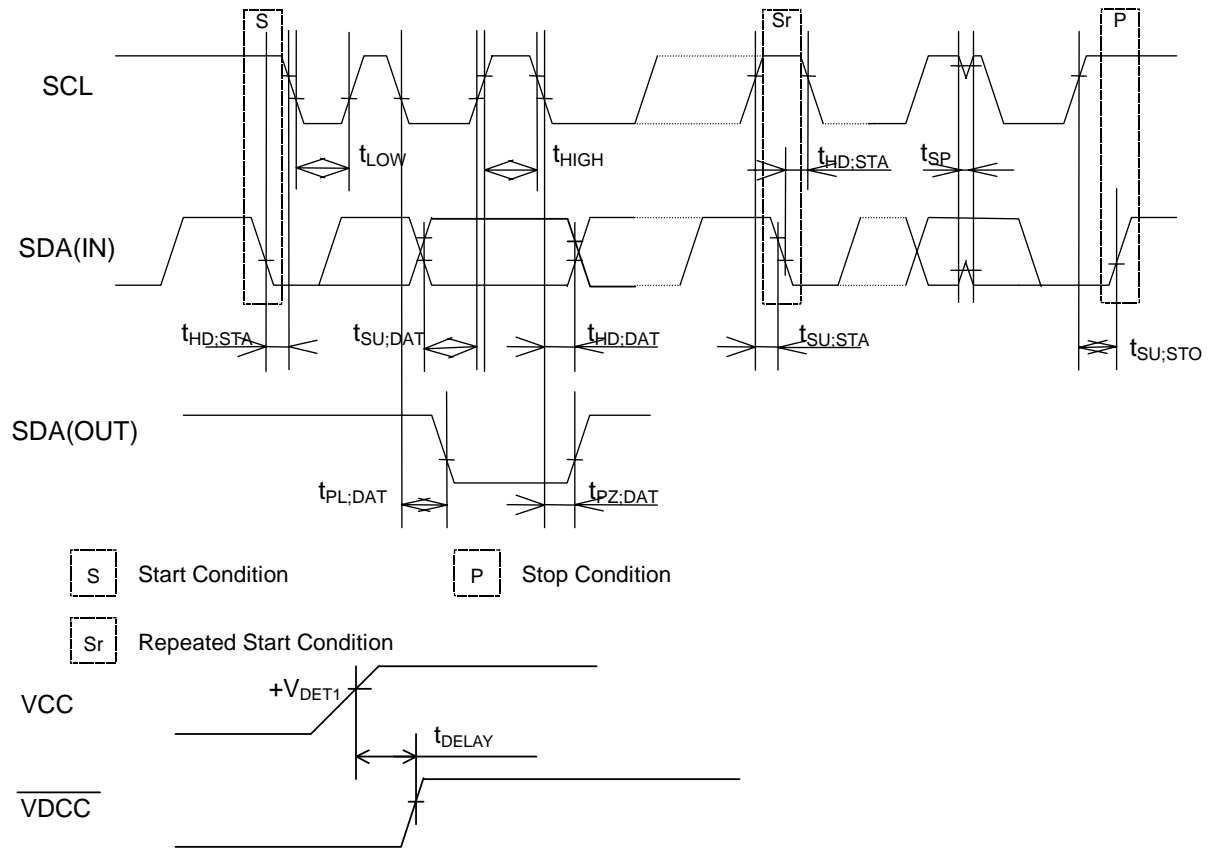 S Sr P
SCL
tLOW tHIGH tHD;STA tSP
SDA(IN)
tHD;STA tSU;DAT tHD;DAT tSU;STA tSU;STO
SDA(OUT)
tPL;DAT tPZ;DAT
S Start Condition P Stop Condition
Sr Repeated Start Condition
VCC +VDET1
tDELAY
VDCC